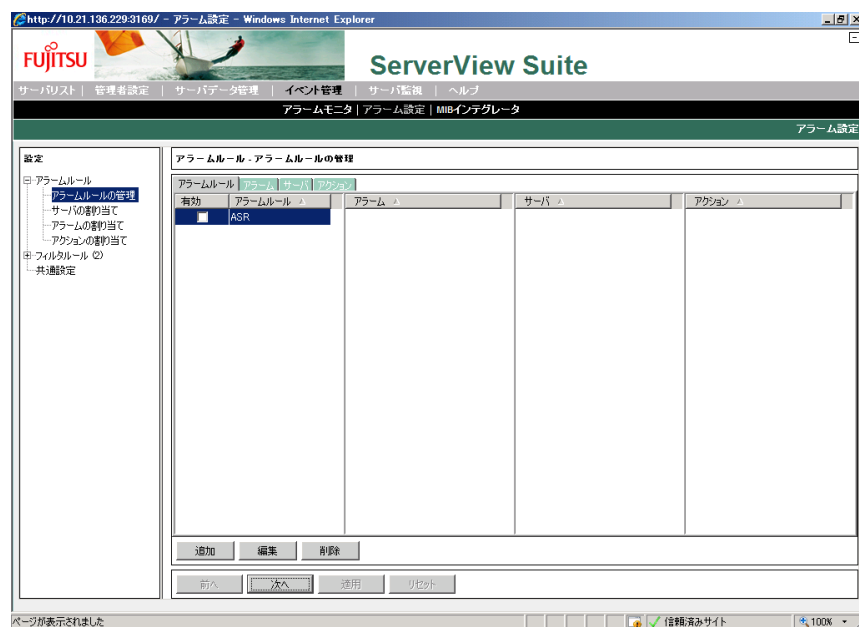 http://10.21.136.229:3169/ - アラーム設定 - Windows Internet Explorer
FUJITSU
ServerView Suite
サーバリスト | 管理者設定 | サーバデータ管理 | イベント管理 | サーバ監視 | ヘルプ
アラームモニタ | アラーム設定 | MIBインテグレータ
アラーム設定
設定
アラームルール
アラームルールの管理
サーバの割り当て
アラームの割り当て
アクションの割り当て
フィルタルール (2)
共通設定
アラームルール - アラームルールの管理
アラームルール アラーム サーバ アクション
有効 アラームルール アラーム サーバ アクション
ASR
追加 編集 削除
前へ 次へ 適用 リセット
ページが表示されました 信頼済みサイト 100%